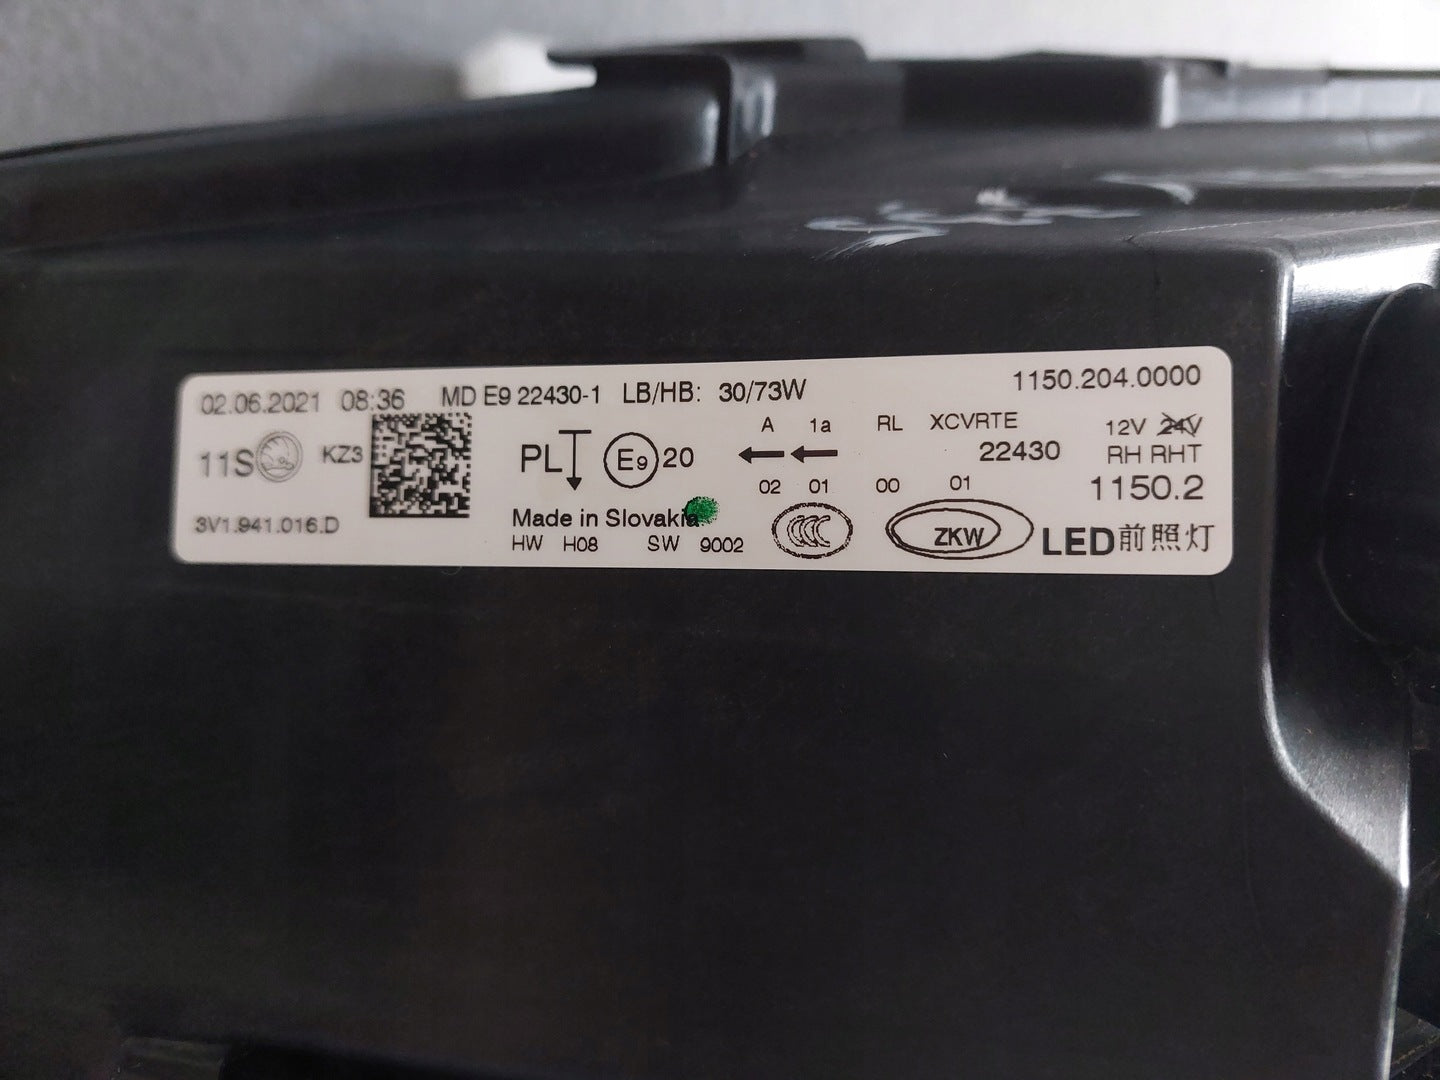 02.06.2021 08:36 MD E9 22430-1 LB/HB: 30/73W 1150.204.0000
A 1a RL XCVRTE 12V 24V
11S KZ3 PL E9 20 22430 RH RHT
02 01 00 01 1150.2
3V1.941.016.D Made in Slovakia CCC ZKW LED前照灯
HW H08 SW 9002